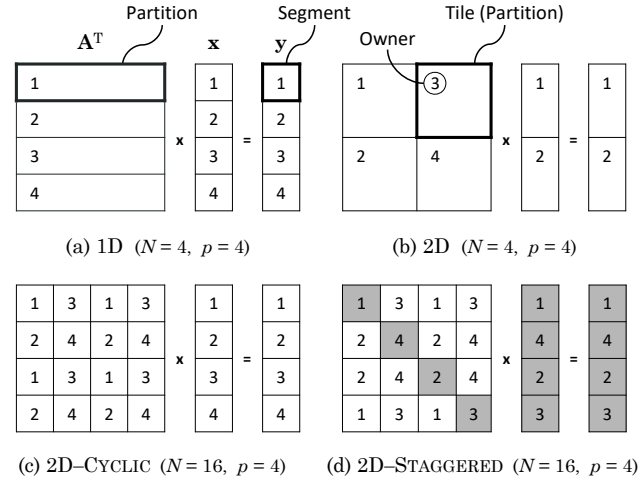 Partition
Segment
Tile (Partition)
Owner
Aᵀ
x
y
1
2
3
4
x
1
2
3
4
=
1
2
3
4
1 3
2 4
x
1
2
=
1
2
(a) 1D (N = 4, p = 4)
(b) 2D (N = 4, p = 4)
1 3 1 3
2 4 2 4
1 3 1 3
2 4 2 4
x
1
2
3
4
=
1
2
3
4
1 3 1 3
2 4 2 4
2 4 2 4
1 3 1 3
x
1
4
2
3
=
1
4
2
3
(c) 2D–CYCLIC (N = 16, p = 4)
(d) 2D–STAGGERED (N = 16, p = 4)